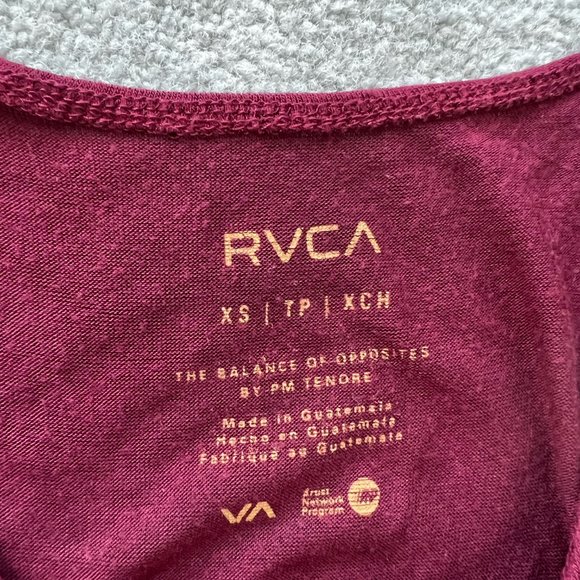 RVCA
XS | TP | XCH
THE BALANCE OF OPPOSITES
BY PM TENORE
Made in Guatemala
Hecho en Guatemala
Fabriqué au Guatemala
VA
Artist
Network
Program
ANP